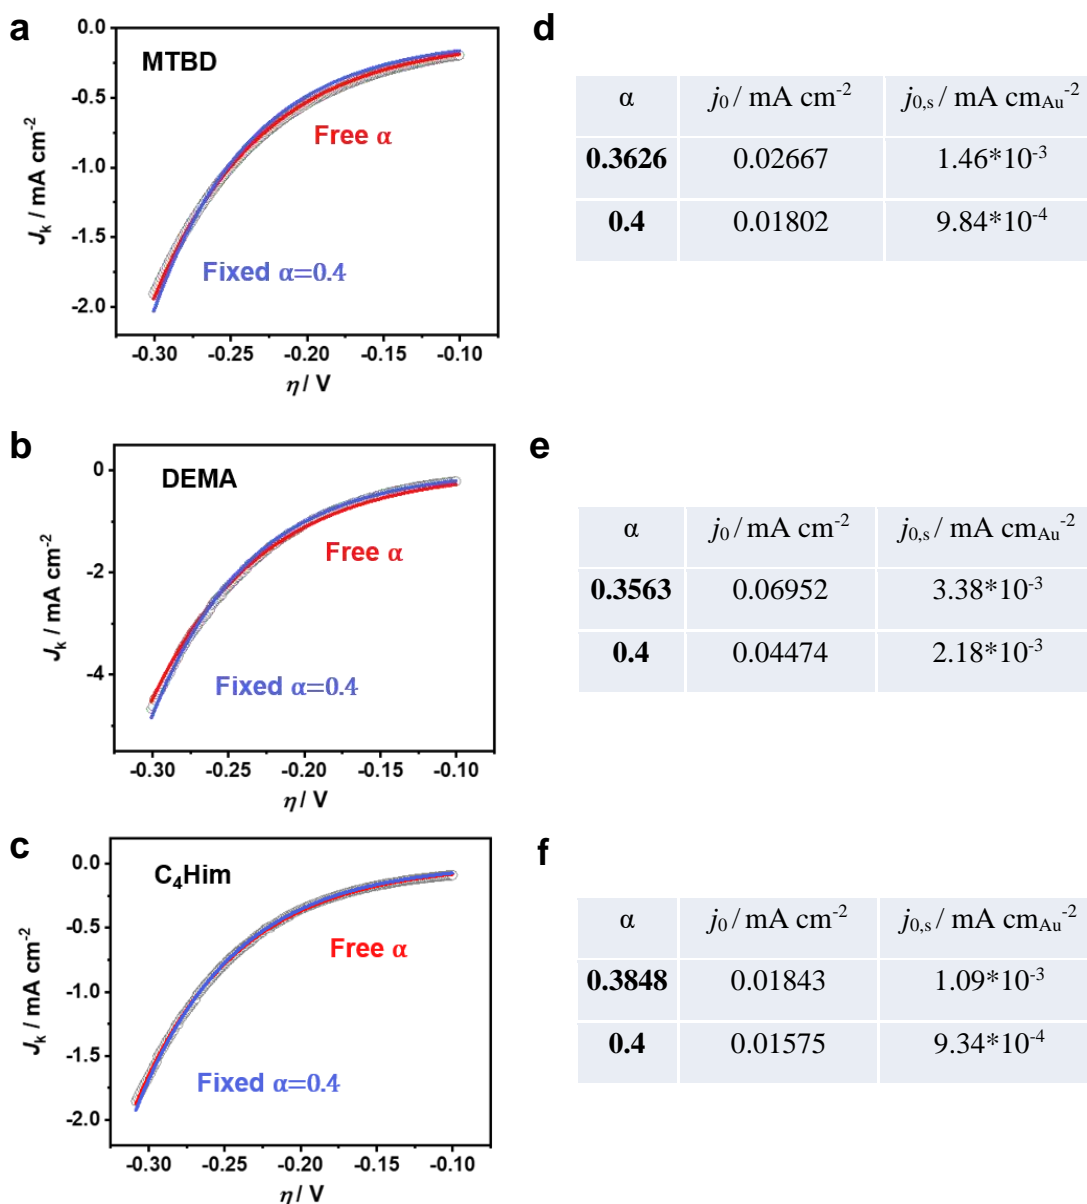 a
0.0
-0.5
-1.0
-1.5
-2.0
Jk / mA cm-2
MTBD
Free α
Fixed α=0.4
-0.30 -0.25 -0.20 -0.15 -0.10
η / V
d
α j0 / mA cm-2 j0,s / mA cmAu-2
0.3626 0.02667 1.46*10-3
0.4 0.01802 9.84*10-4
b
0
-2
-4
Jk / mA cm-2
DEMA
Free α
Fixed α=0.4
-0.30 -0.25 -0.20 -0.15 -0.10
η / V
e
α j0 / mA cm-2 j0,s / mA cmAu-2
0.3563 0.06952 3.38*10-3
0.4 0.04474 2.18*10-3
c
0.0
-0.5
-1.0
-1.5
-2.0
Jk / mA cm-2
C4Him
Free α
Fixed α=0.4
-0.30 -0.25 -0.20 -0.15 -0.10
η / V
f
α j0 / mA cm-2 j0,s / mA cmAu-2
0.3848 0.01843 1.09*10-3
0.4 0.01575 9.34*10-4